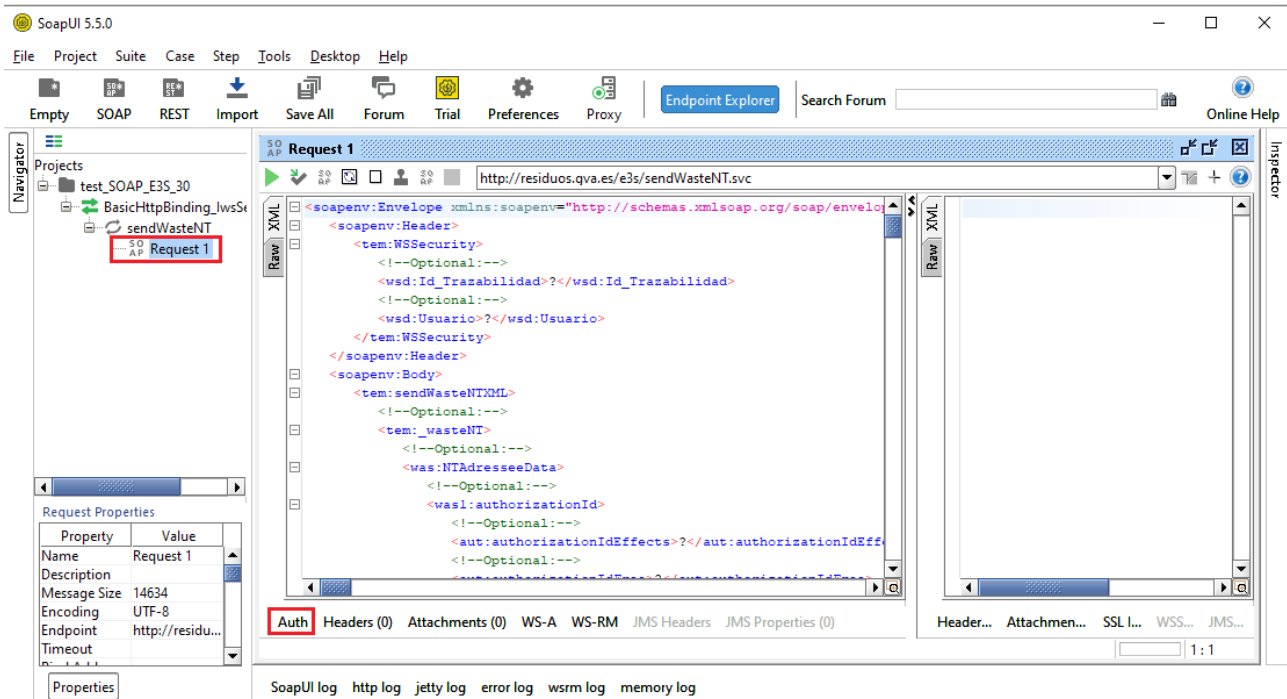 SoapUI 5.5.0
File Project Suite Case Step Tools Desktop Help
Empty SOAP REST Import Save All Forum Trial Preferences Proxy Endpoint Explorer Search Forum Online Help
Navigator
Projects
test_SOAP_E3S_30
BasicHttpBinding_IwsSe
sendWasteNT
SOAP Request 1
Request Properties
Property Value
Name Request 1
Description
Message Size 14634
Encoding UTF-8
Endpoint http://residu...
Timeout
Properties
SOAP Request 1
http://residuos.gva.es/e3s/sendWasteNT.svc
XML
Raw
<soapenv:Envelope xmlns:soapenv="http://schemas.xmlsoap.org/soap/envelop
<soapenv:Header>
<tem:WSSecurity>
<!--Optional:-->
<wsd:Id_Trazabilidad>?</wsd:Id_Trazabilidad>
<!--Optional:-->
<wsd:Usuario>?</wsd:Usuario>
</tem:WSSecurity>
</soapenv:Header>
<soapenv:Body>
<tem:sendWasteNTXML>
<!--Optional:-->
<tem:_wasteNT>
<!--Optional:-->
<was:NTAdresseeData>
<!--Optional:-->
<was1:authorizationId>
<!--Optional:-->
<aut:authorizationIdEffects>?</aut:authorizationIdEff
<!--Optional:-->
XML
Raw
Inspector
Auth Headers (0) Attachments (0) WS-A WS-RM JMS Headers JMS Properties (0)
Header... Attachmen... SSL I... WSS... JMS...
1 : 1
SoapUI log http log jetty log error log wsrm log memory log